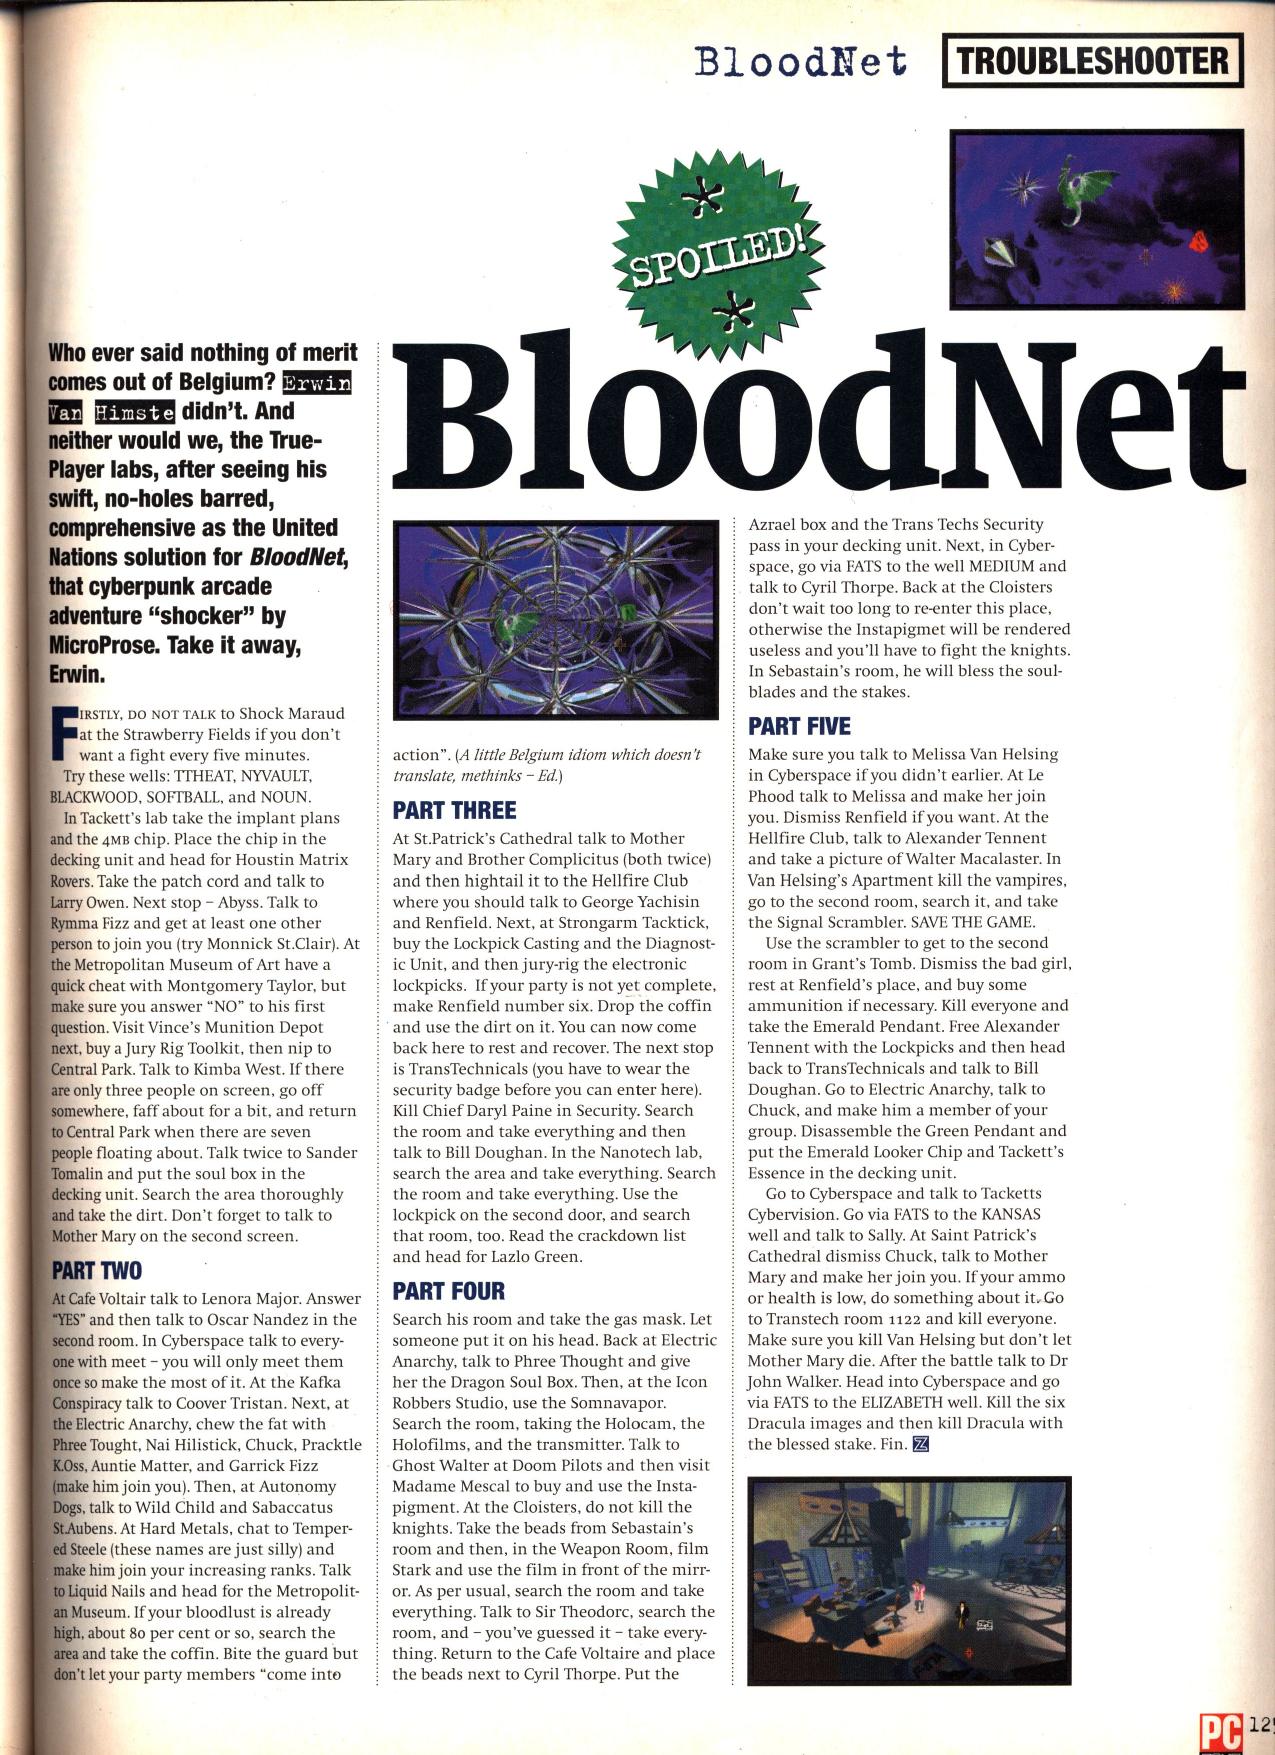 BloodNet TROUBLESHOOTER
SPOILED!
BloodNet
Who ever said nothing of merit
comes out of Belgium? Erwin
Van Himste didn't. And
neither would we, the True-
Player labs, after seeing his
swift, no-holes barred,
comprehensive as the United
Nations solution for BloodNet,
that cyberpunk arcade
adventure “shocker” by
MicroProse. Take it away,
Erwin.
FIRSTLY, DO NOT TALK to Shock Maraud
at the Strawberry Fields if you don't
want a fight every five minutes.
Try these wells: TTHEAT, NYVAULT,
BLACKWOOD, SOFTBALL, and NOUN.
In Tackett's lab take the implant plans
and the 4MB chip. Place the chip in the
decking unit and head for Houstin Matrix
Rovers. Take the patch cord and talk to
Larry Owen. Next stop – Abyss. Talk to
Rymma Fizz and get at least one other
person to join you (try Monnick St.Clair). At
the Metropolitan Museum of Art have a
quick cheat with Montgomery Taylor, but
make sure you answer “NO” to his first
question. Visit Vince's Munition Depot
next, buy a Jury Rig Toolkit, then nip to
Central Park. Talk to Kimba West. If there
are only three people on screen, go off
somewhere, faff about for a bit, and return
to Central Park when there are seven
people floating about. Talk twice to Sander
Tomalin and put the soul box in the
decking unit. Search the area thoroughly
and take the dirt. Don't forget to talk to
Mother Mary on the second screen.
PART TWO
At Cafe Voltair talk to Lenora Major. Answer
“YES” and then talk to Oscar Nandez in the
second room. In Cyberspace talk to every-
one with meet – you will only meet them
once so make the most of it. At the Kafka
Conspiracy talk to Coover Tristan. Next, at
the Electric Anarchy, chew the fat with
Phree Tought, Nai Hilistick, Chuck, Pracktle
K.Oss, Auntie Matter, and Garrick Fizz
(make him join you). Then, at Autonomy
Dogs, talk to Wild Child and Sabaccatus
St.Aubens. At Hard Metals, chat to Temper-
ed Steele (these names are just silly) and
make him join your increasing ranks. Talk
to Liquid Nails and head for the Metropolit-
an Museum. If your bloodlust is already
high, about 80 per cent or so, search the
area and take the coffin. Bite the guard but
don't let your party members “come into
action”. (A little Belgium idiom which doesn't
translate, methinks – Ed.)
PART THREE
At St.Patrick's Cathedral talk to Mother
Mary and Brother Complicitus (both twice)
and then hightail it to the Hellfire Club
where you should talk to George Yachisin
and Renfield. Next, at Strongarm Tacktick,
buy the Lockpick Casting and the Diagnost-
ic Unit, and then jury-rig the electronic
lockpicks. If your party is not yet complete,
make Renfield number six. Drop the coffin
and use the dirt on it. You can now come
back here to rest and recover. The next stop
is TransTechnicals (you have to wear the
security badge before you can enter here).
Kill Chief Daryl Paine in Security. Search
the room and take everything and then
talk to Bill Doughan. In the Nanotech lab,
search the area and take everything. Search
the room and take everything. Use the
lockpick on the second door, and search
that room, too. Read the crackdown list
and head for Lazlo Green.
PART FOUR
Search his room and take the gas mask. Let
someone put it on his head. Back at Electric
Anarchy, talk to Phree Thought and give
her the Dragon Soul Box. Then, at the Icon
Robbers Studio, use the Somnavapor.
Search the room, taking the Holocam, the
Holofilms, and the transmitter. Talk to
Ghost Walter at Doom Pilots and then visit
Madame Mescal to buy and use the Insta-
pigment. At the Cloisters, do not kill the
knights. Take the beads from Sebastain's
room and then, in the Weapon Room, film
Stark and use the film in front of the mirr-
or. As per usual, search the room and take
everything. Talk to Sir Theodorc, search the
room, and – you've guessed it – take every-
thing. Return to the Cafe Voltaire and place
the beads next to Cyril Thorpe. Put the
Azrael box and the Trans Techs Security
pass in your decking unit. Next, in Cyber-
space, go via FATS to the well MEDIUM and
talk to Cyril Thorpe. Back at the Cloisters
don't wait too long to re-enter this place,
otherwise the Instapigmet will be rendered
useless and you'll have to fight the knights.
In Sebastain's room, he will bless the soul-
blades and the stakes.
PART FIVE
Make sure you talk to Melissa Van Helsing
in Cyberspace if you didn't earlier. At Le
Phood talk to Melissa and make her join
you. Dismiss Renfield if you want. At the
Hellfire Club, talk to Alexander Tennent
and take a picture of Walter Macalaster. In
Van Helsing's Apartment kill the vampires,
go to the second room, search it, and take
the Signal Scrambler. SAVE THE GAME.
Use the scrambler to get to the second
room in Grant's Tomb. Dismiss the bad girl,
rest at Renfield's place, and buy some
ammunition if necessary. Kill everyone and
take the Emerald Pendant. Free Alexander
Tennent with the Lockpicks and then head
back to TransTechnicals and talk to Bill
Doughan. Go to Electric Anarchy, talk to
Chuck, and make him a member of your
group. Disassemble the Green Pendant and
put the Emerald Looker Chip and Tackett's
Essence in the decking unit.
Go to Cyberspace and talk to Tacketts
Cybervision. Go via FATS to the KANSAS
well and talk to Sally. At Saint Patrick's
Cathedral dismiss Chuck, talk to Mother
Mary and make her join you. If your ammo
or health is low, do something about it. Go
to Transtech room 1122 and kill everyone.
Make sure you kill Van Helsing but don't let
Mother Mary die. After the battle talk to Dr
John Walker. Head into Cyberspace and go
via FATS to the ELIZABETH well. Kill the six
Dracula images and then kill Dracula with
the blessed stake. Fin. Z
PC